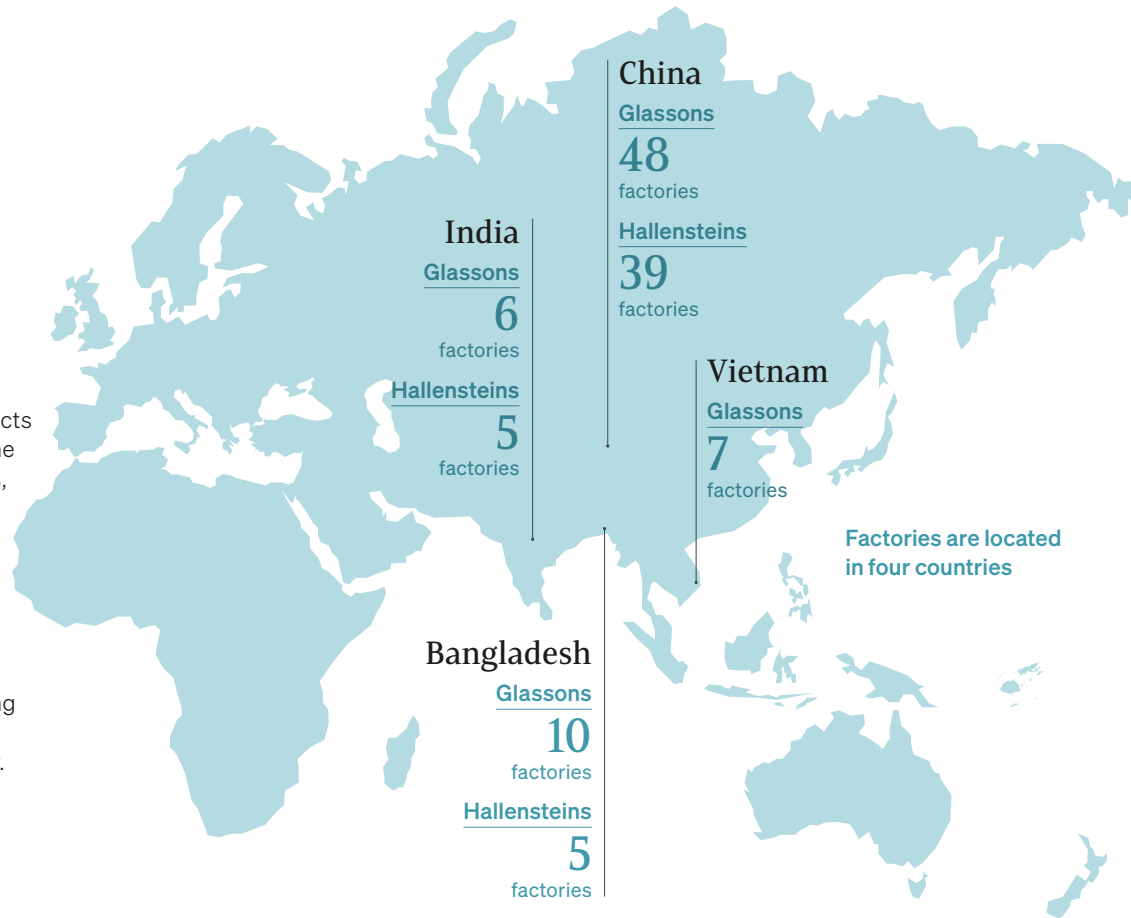 China
Glassons
48
factories
Hallensteins
39
factories
India
Glassons
6
factories
Hallensteins
5
factories
Vietnam
Glassons
7
factories
Factories are located
in four countries
Bangladesh
Glassons
10
factories
Hallensteins
5
factories